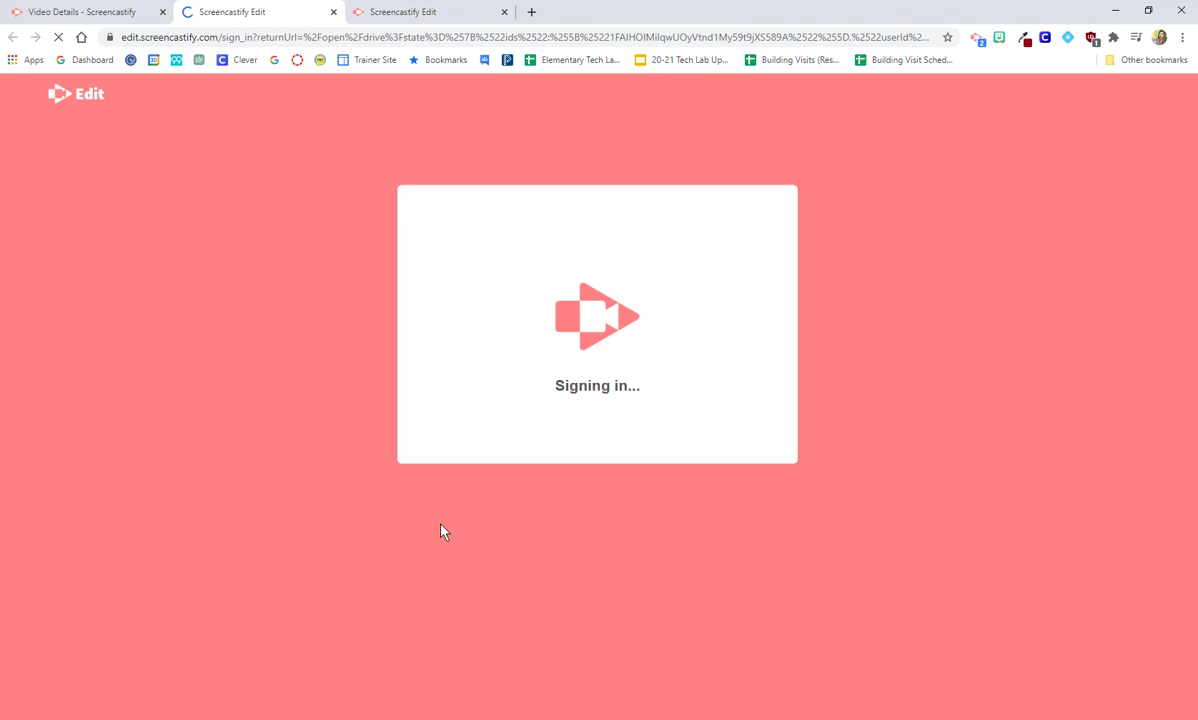 Video Details - Screencastify
Screencastify Edit
Screencastify Edit
edit.screencastify.com/sign_in?returnUrl=%2Fopen%2Fdrive%3Fstate%3D%257B%2522ids%2522:%255B%25221FAIHOIMilqwUOyVtnd1My59t9jXS589A%2522%255D,%2522userId%2...
Apps
Dashboard
Clever
Trainer Site
Bookmarks
Elementary Tech La...
20-21 Tech Lab Up...
Building Visits (Res...
Building Visit Sched...
Other bookmarks
Edit
Signing in...